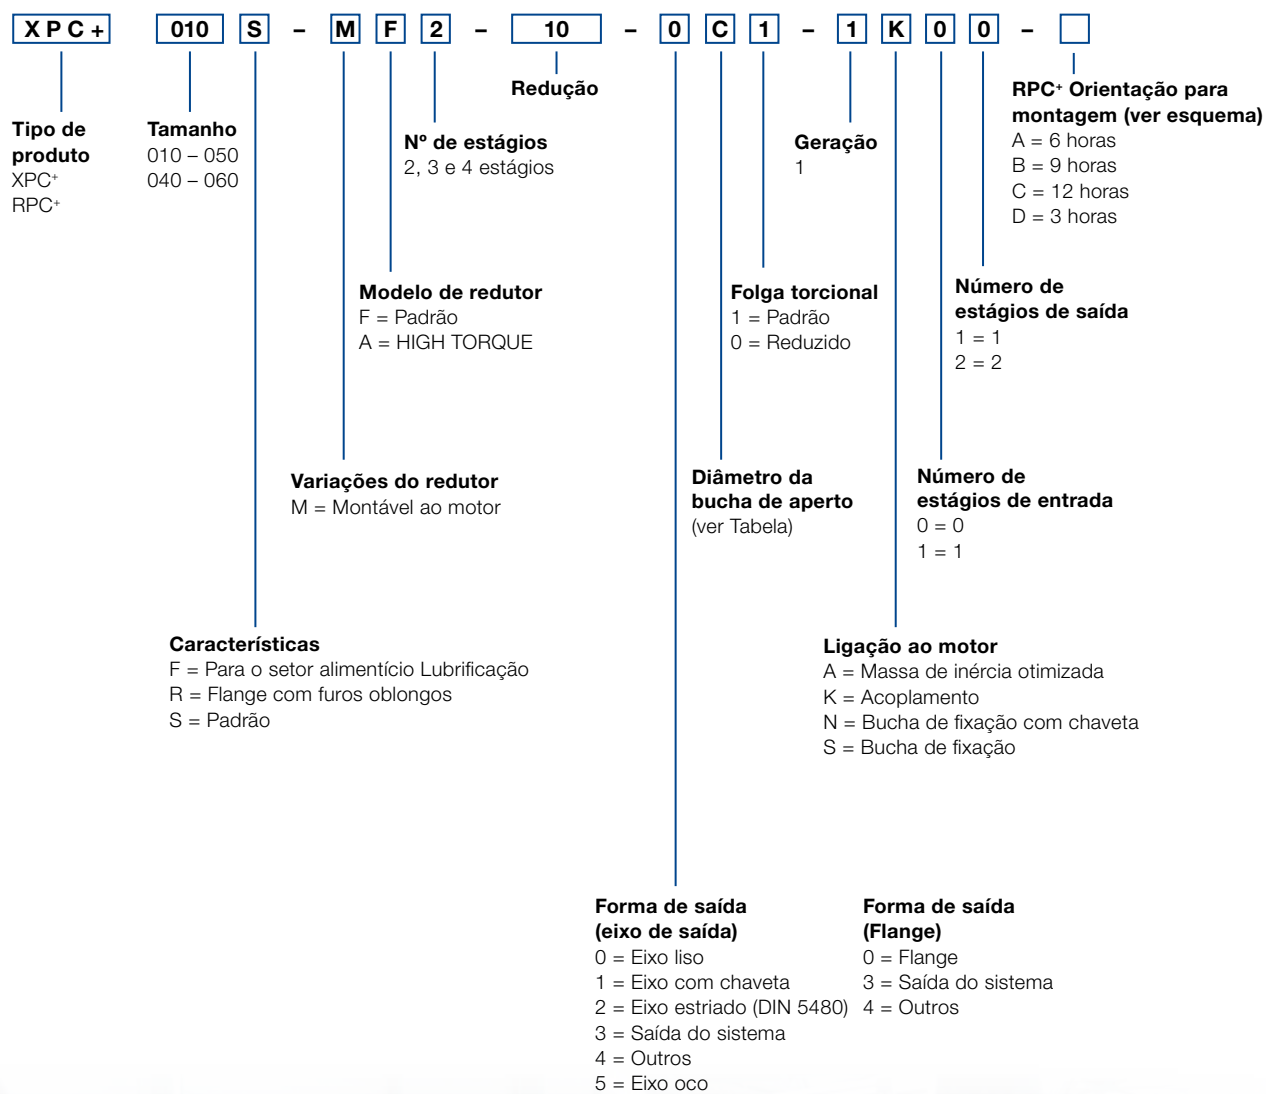 X P C + 010 S – M F 2 – 10 – 0 C 1 – 1 K 0 0 –
Tipo de
produto
XPC+
RPC+
Tamanho
010 – 050
040 – 060
Redução
Nº de estágios
2, 3 e 4 estágios
Geração
1
RPC+ Orientação para
montagem (ver esquema)
A = 6 horas
B = 9 horas
C = 12 horas
D = 3 horas
Modelo de redutor
F = Padrão
A = HIGH TORQUE
Folga torcional
1 = Padrão
0 = Reduzido
Número de
estágios de saída
1 = 1
2 = 2
Variações do redutor
M = Montável ao motor
Diâmetro da
bucha de aperto
(ver Tabela)
Número de
estágios de entrada
0 = 0
1 = 1
Características
F = Para o setor alimentício Lubrificação
R = Flange com furos oblongos
S = Padrão
Ligação ao motor
A = Massa de inércia otimizada
K = Acoplamento
N = Bucha de fixação com chaveta
S = Bucha de fixação
Forma de saída
(eixo de saída)
0 = Eixo liso
1 = Eixo com chaveta
2 = Eixo estriado (DIN 5480)
3 = Saída do sistema
4 = Outros
5 = Eixo oco
Forma de saída
(Flange)
0 = Flange
3 = Saída do sistema
4 = Outros